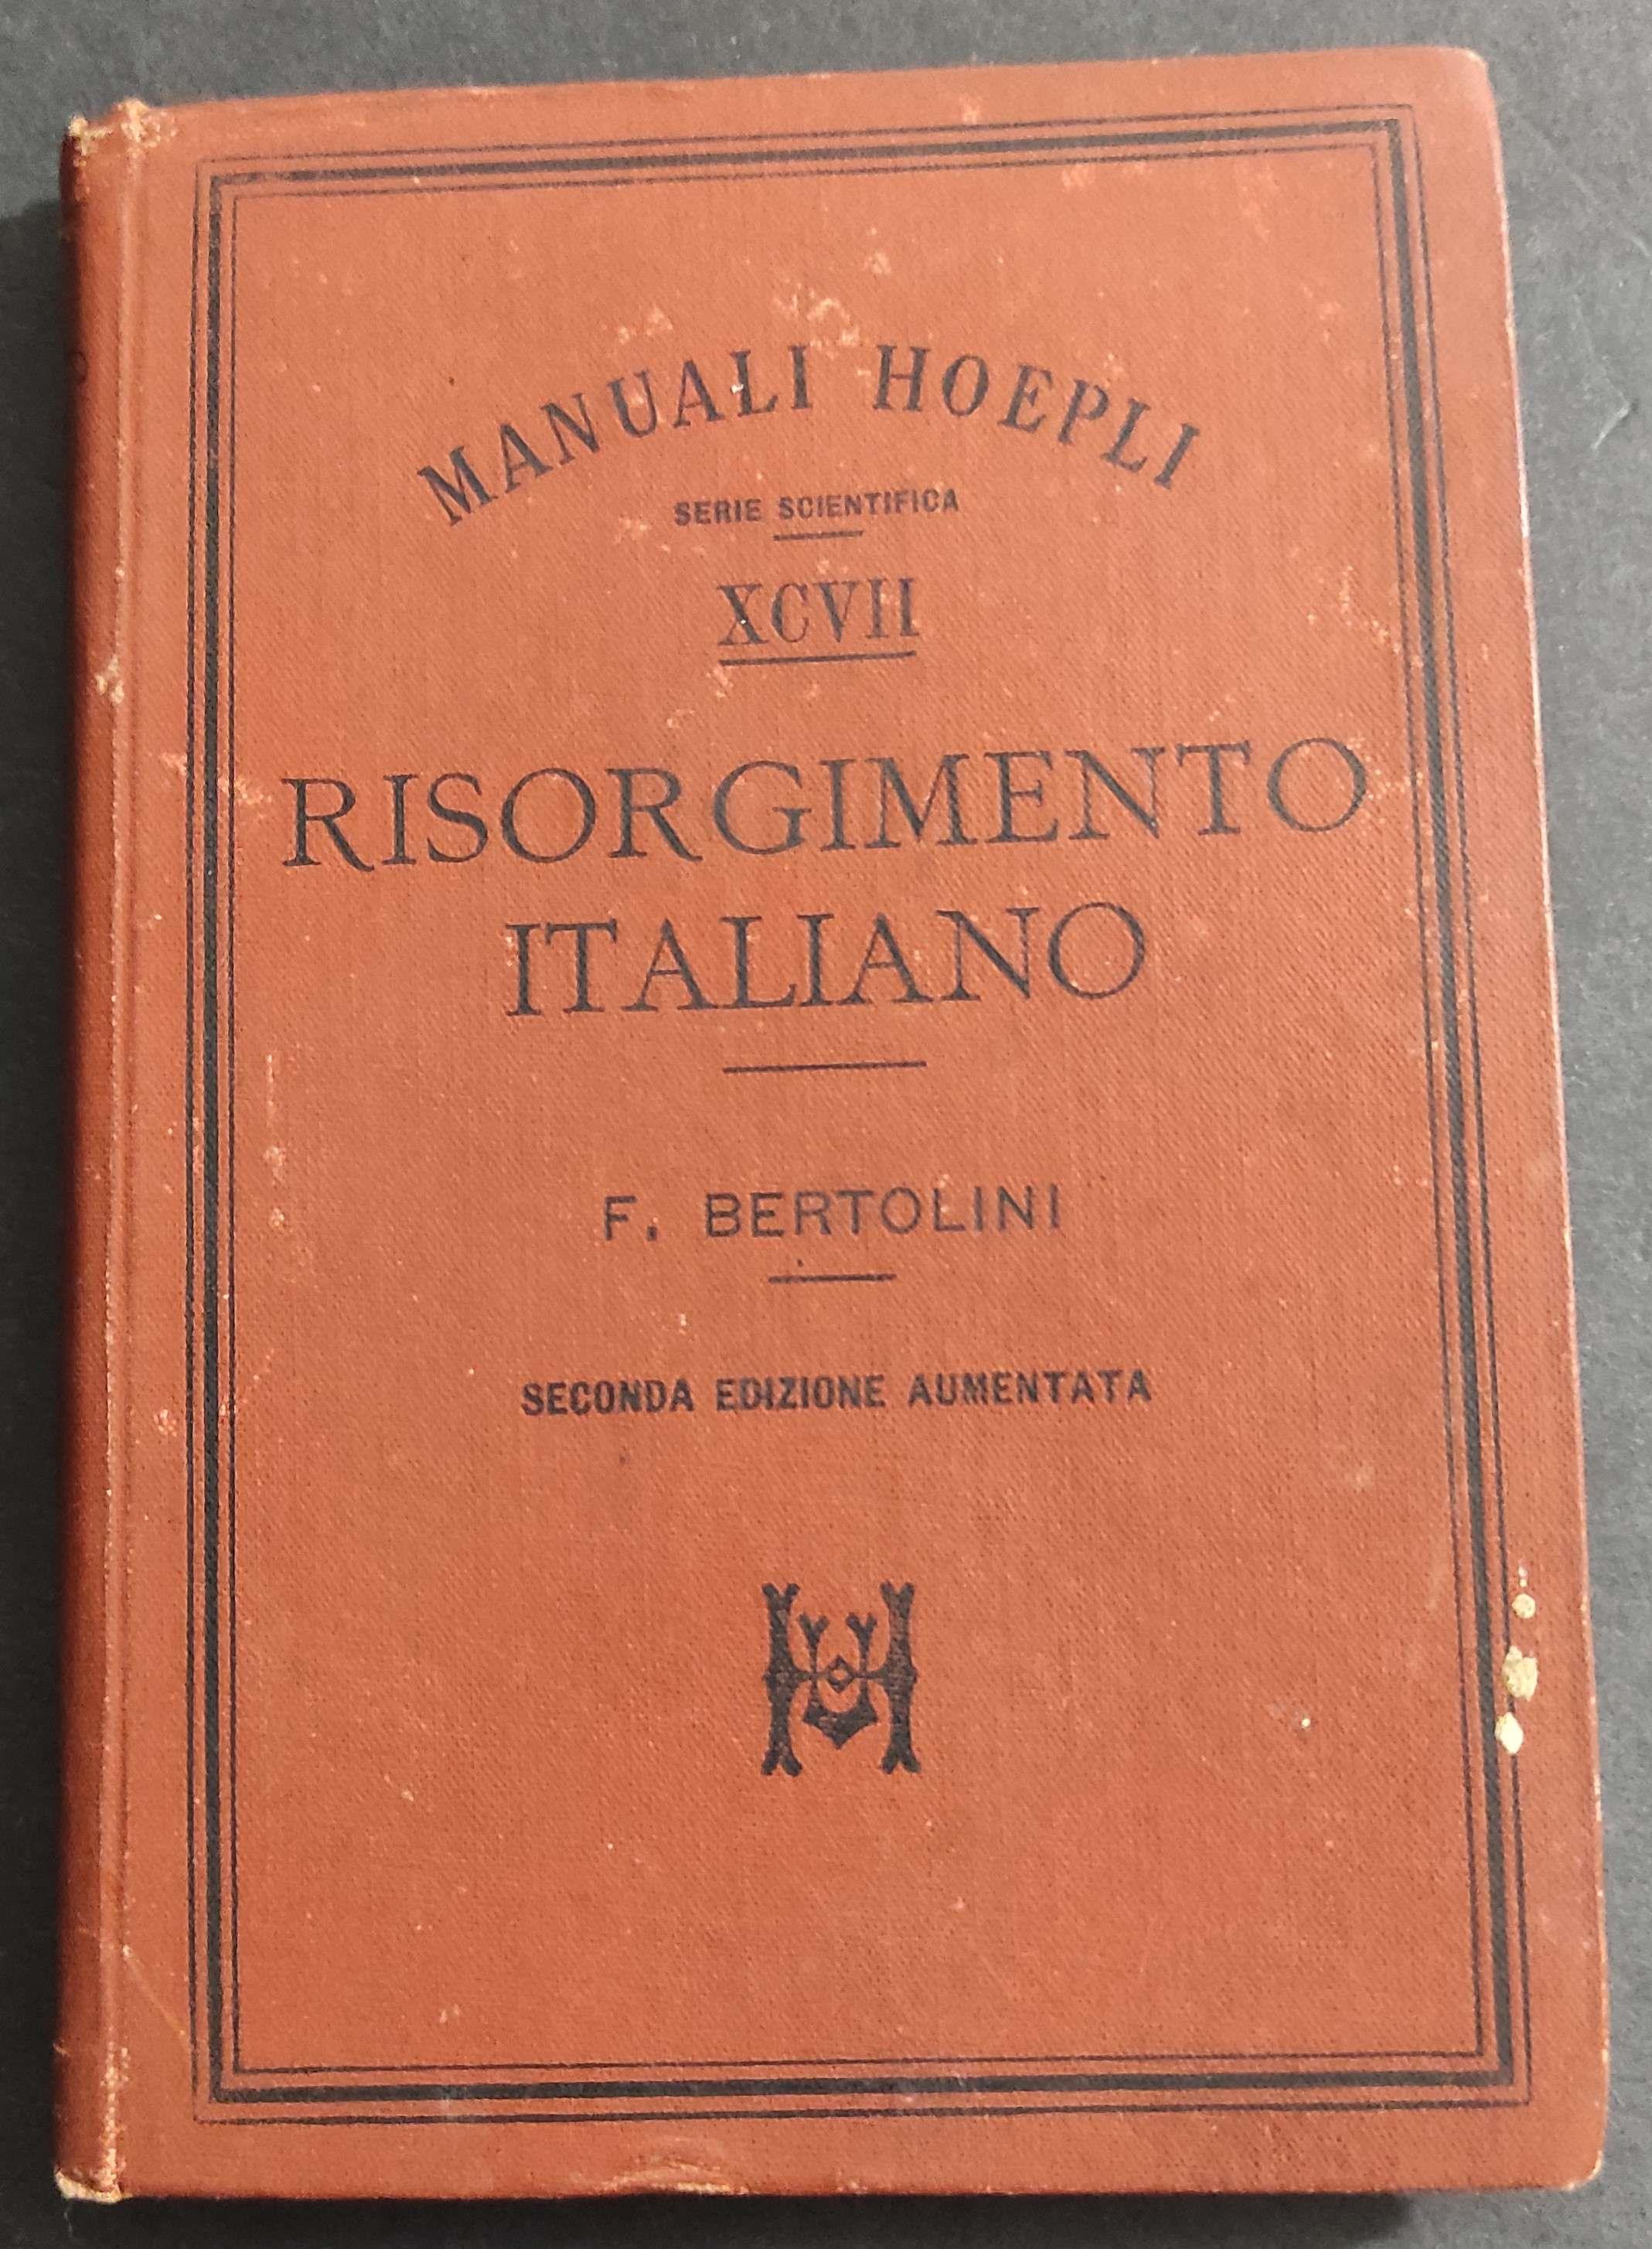 MANUALI HOEPLI
SERIE SCIENTIFICA
XCVII
RISORGIMENTO
ITALIANO
F. BERTOLINI
SECONDA EDIZIONE AUMENTATA
H